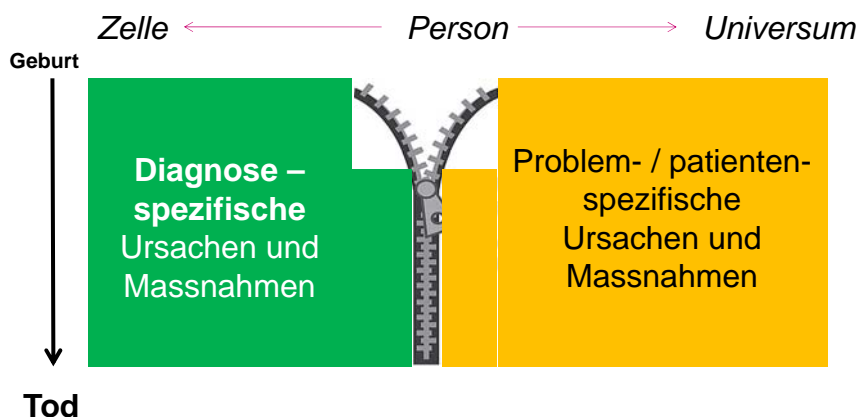 Zelle Person Universum
Geburt
Diagnose –
spezifische
Ursachen und
Massnahmen
Problem- / patienten-
spezifische
Ursachen und
Massnahmen
Tod